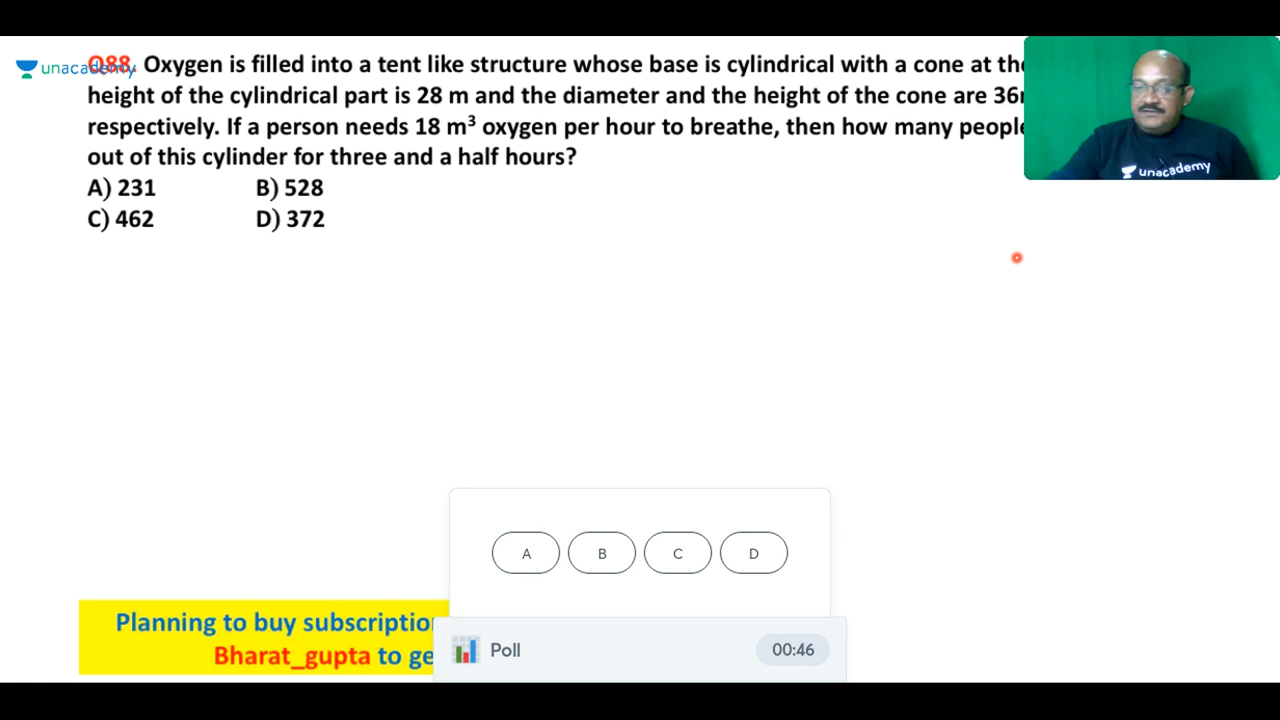 unacademy
Q88. Oxygen is filled into a tent like structure whose base is cylindrical with a cone at the
height of the cylindrical part is 28 m and the diameter and the height of the cone are 36
respectively. If a person needs 18 m³ oxygen per hour to breathe, then how many people
out of this cylinder for three and a half hours?
A) 231 B) 528
C) 462 D) 372
unacademy
A B C D
Planning to buy subscription
Bharat_gupta to ge
Poll 00:46